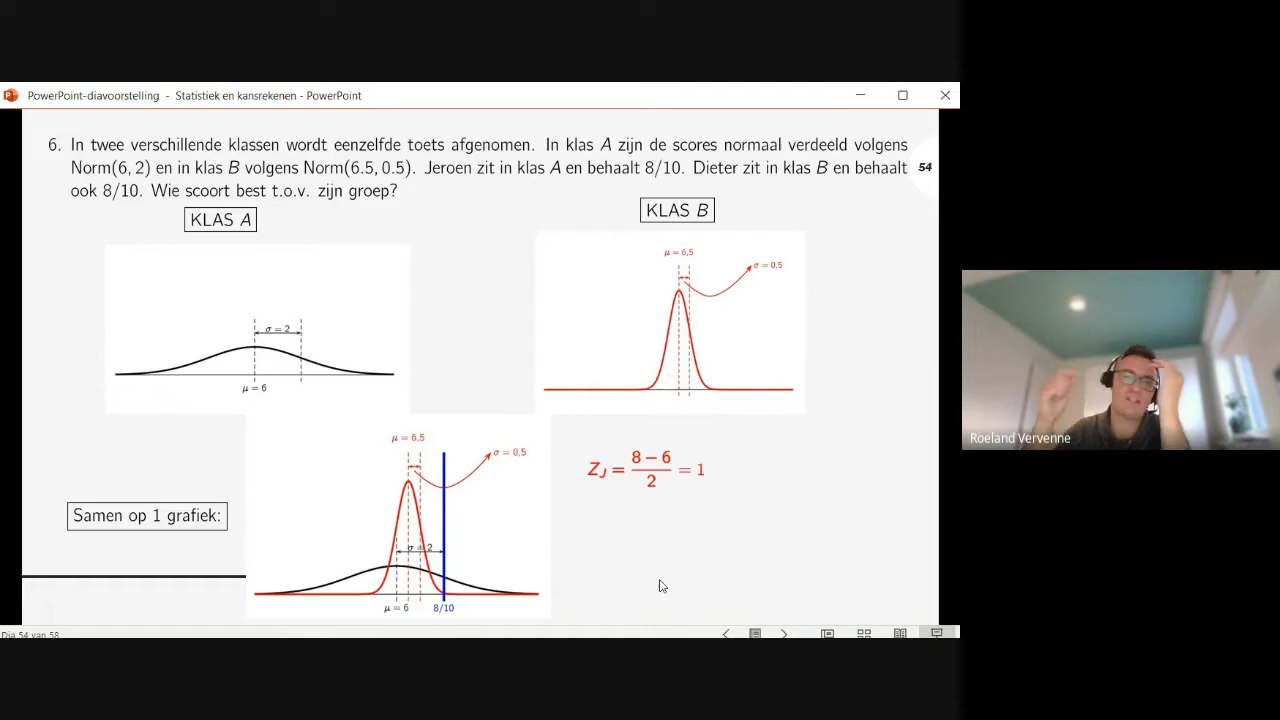 PowerPoint-diavoorstelling - Statistiek en kansrekenen - PowerPoint
6. In twee verschillende klassen wordt eenzelfde toets afgenomen. In klas A zijn de scores normaal verdeeld volgens
Norm(6, 2) en in klas B volgens Norm(6.5, 0.5). Jeroen zit in klas A en behaalt 8/10. Dieter zit in klas B en behaalt
ook 8/10. Wie scoort best t.o.v. zijn groep?
54
KLAS A
KLAS B
μ = 6,5
σ = 0,5
σ = 2
μ = 6
μ = 6,5
σ = 0,5
Z_J = (8 − 6)/2 = 1
Samen op 1 grafiek:
σ = 2
μ = 6
8/10
Roeland Vervenne
Dia 54 van 58